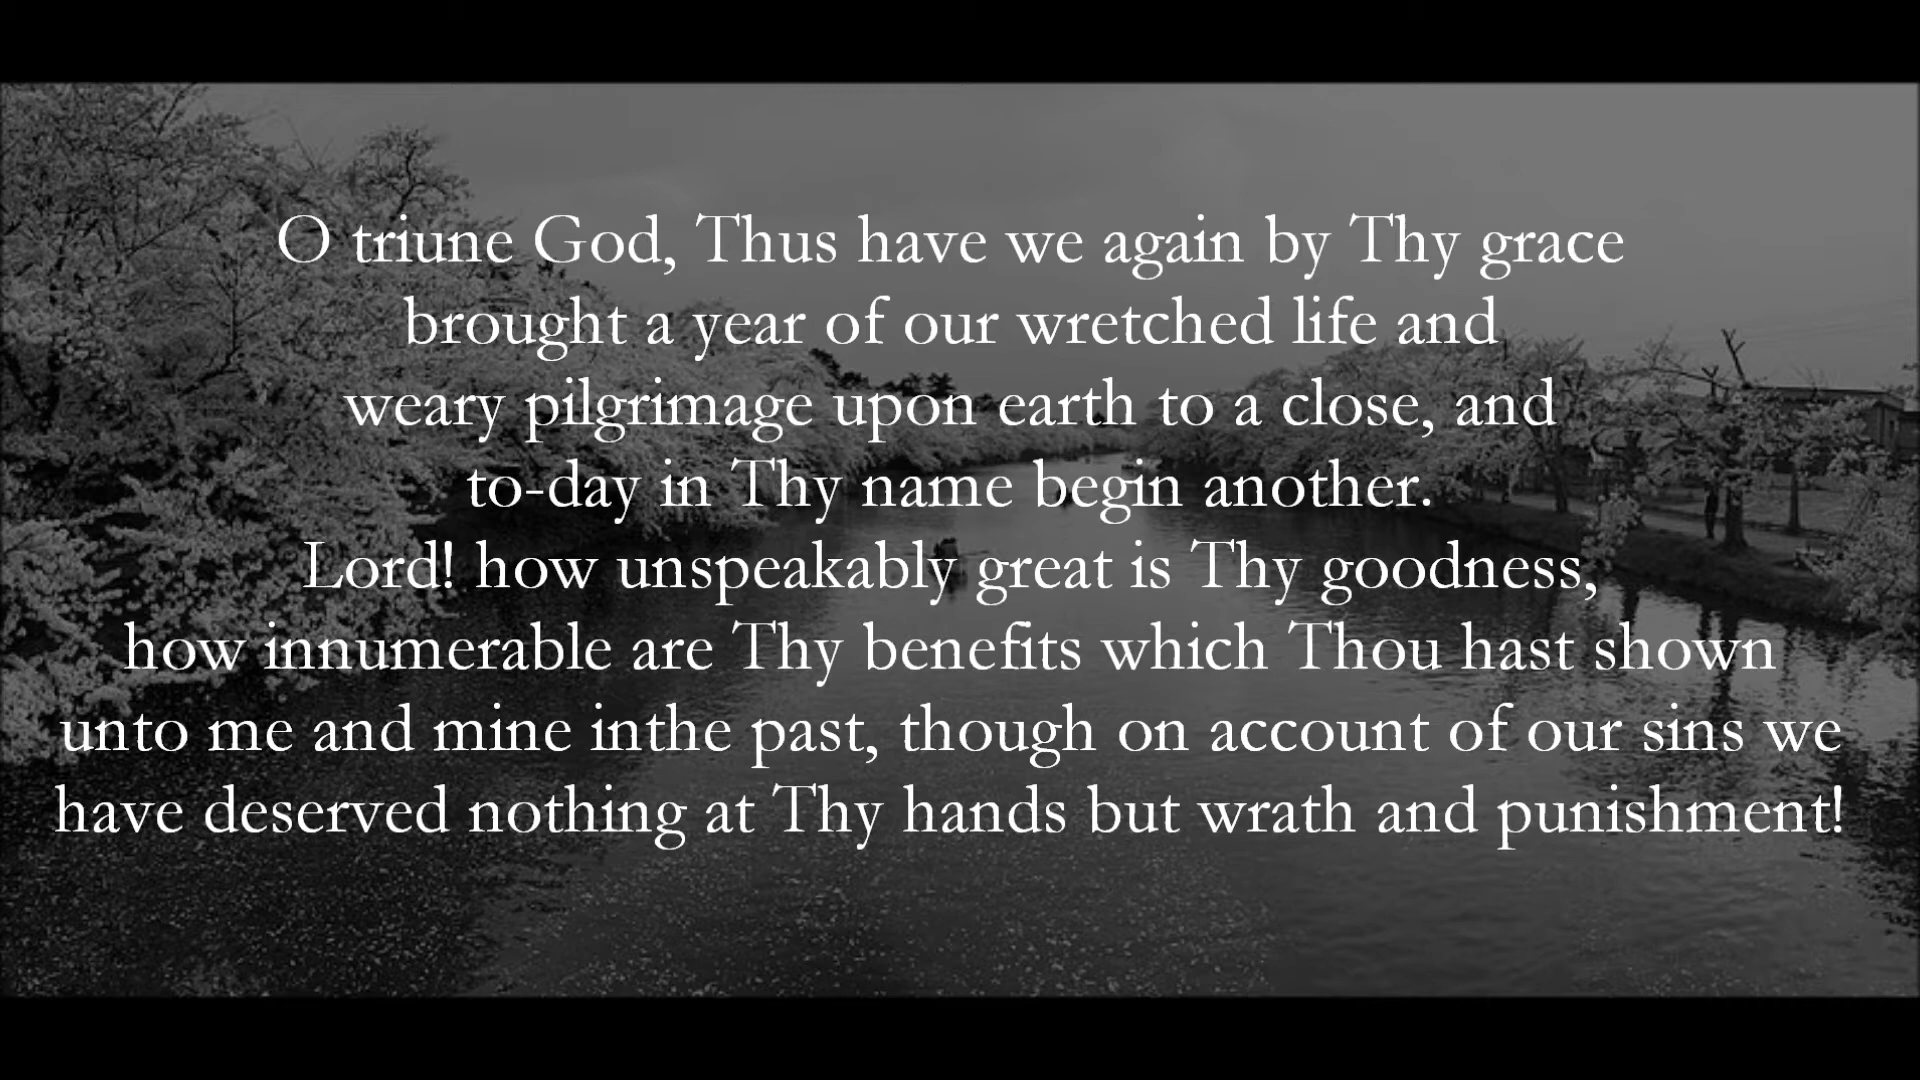 O triune God, Thus have we again by Thy grace
brought a year of our wretched life and
weary pilgrimage upon earth to a close, and
to-day in Thy name begin another.
Lord! how unspeakably great is Thy goodness,
how innumerable are Thy benefits which Thou hast shown
unto me and mine inthe past, though on account of our sins we
have deserved nothing at Thy hands but wrath and punishment!